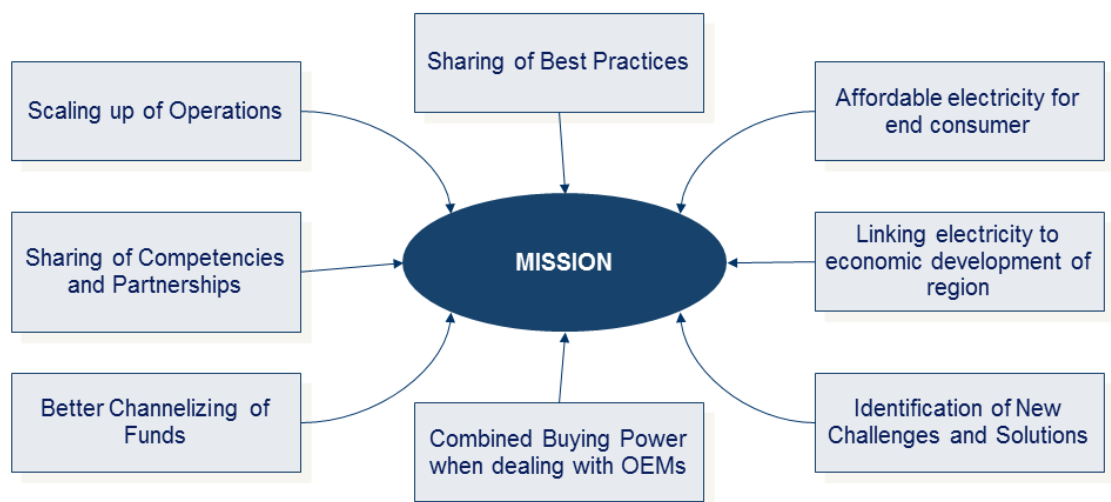 Sharing of Best Practices
Scaling up of Operations
Affordable electricity for
end consumer
Sharing of Competencies
and Partnerships
MISSION
Linking electricity to
economic development of
region
Better Channelizing of
Funds
Combined Buying Power
when dealing with OEMs
Identification of New
Challenges and Solutions